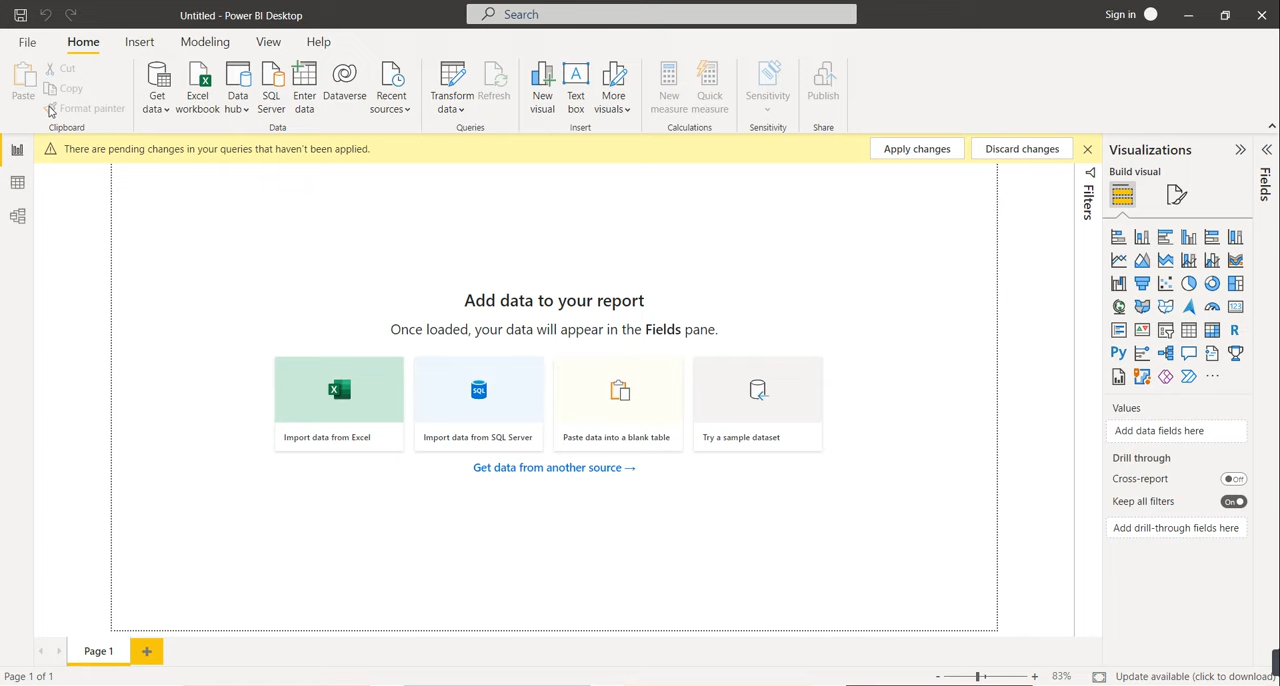 Untitled - Power BI Desktop
Search
Sign in
File Home Insert Modeling View Help
Paste
Cut
Copy
Format painter
Clipboard
Get data
Excel workbook
Data hub
SQL Server
Enter data
Dataverse
Recent sources
Data
Transform data
Refresh
Queries
New visual
Text box
More visuals
Insert
New measure
Quick measure
Calculations
Sensitivity
Sensitivity
Publish
Share
There are pending changes in your queries that haven't been applied.
Apply changes
Discard changes
Filters
Visualizations
Build visual
Fields
Add data to your report
Once loaded, your data will appear in the Fields pane.
X
SQL
Import data from Excel
Import data from SQL Server
Paste data into a blank table
Try a sample dataset
Get data from another source →
123
R
Py
Values
Add data fields here
Drill through
Cross-report
Off
Keep all filters
On
Add drill-through fields here
Page 1
Page 1 of 1
- + 83%
Update available (click to download)